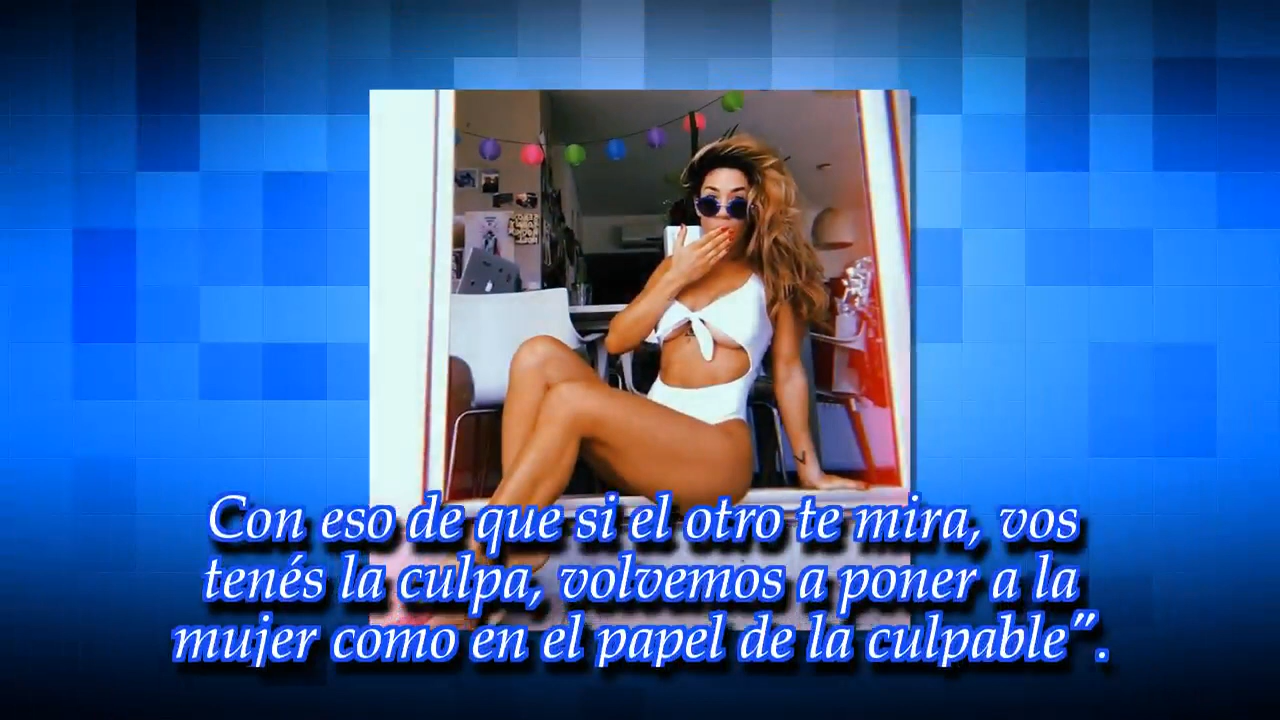 Con eso de que si el otro te mira, vos
tenés la culpa, volvemos a poner a la
mujer como en el papel de la culpable”.